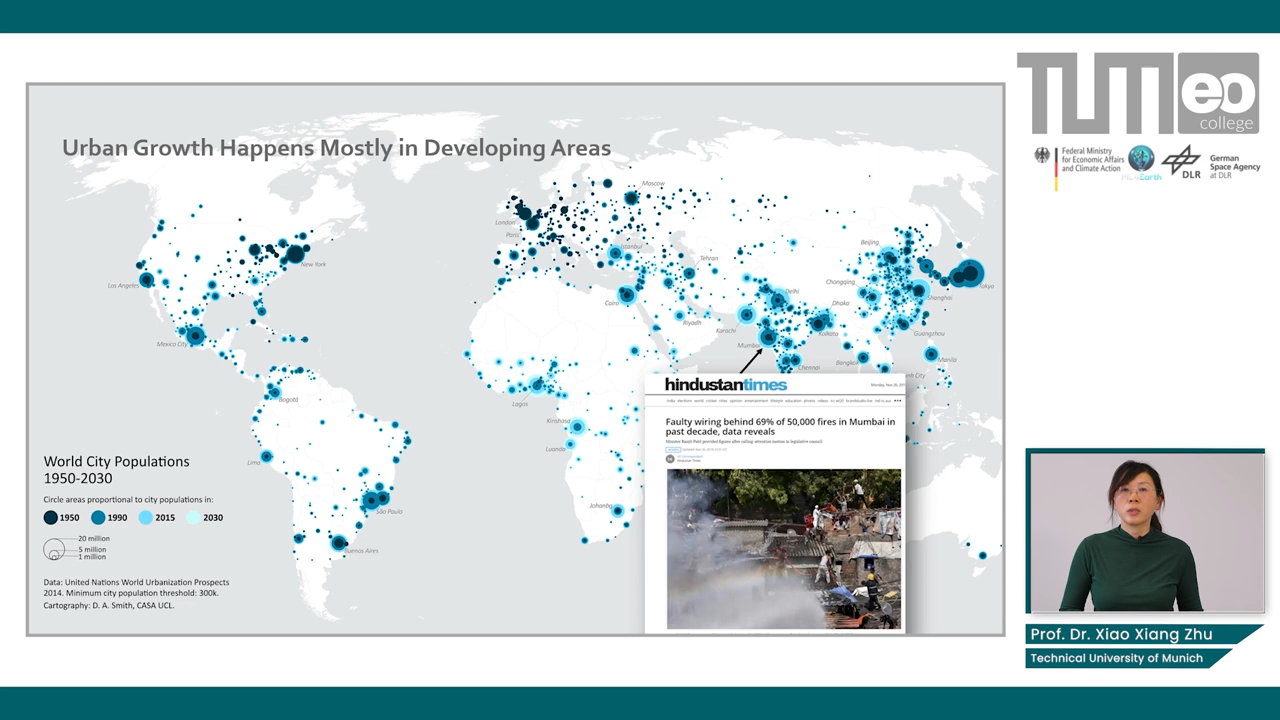 Urban Growth Happens Mostly in Developing Areas
Moscow
London
Paris
Istanbul
Beijing
New York
Tehran
Los Angeles
Chongqing
Tokyo
Delhi
Cairo
Dhaka
Shanghai
Riyadh
Karachi
Kolkata
Guangzhou
Mexico City
Mumbai
Manila
Bangkok
Chennai
Bogotá
Lagos
Kinshasa
Luanda
Lima
Johanb
São Paulo
Buenos Aires
World City Populations
1950-2030
Circle areas proportional to city populations in:
1950 1990 2015 2030
20 million
5 million
1 million
Data: United Nations World Urbanization Prospects
2014. Minimum city population threshold: 300k.
Cartography: D. A. Smith, CASA UCL.
hindustantimes
Faulty wiring behind 69% of 50,000 fires in Mumbai in
past decade, data reveals
TUM eo
college
Federal Ministry
for Economic Affairs
and Climate Action
DLR
German
Space Agency
at DLR
Prof. Dr. Xiao Xiang Zhu
Technical University of Munich